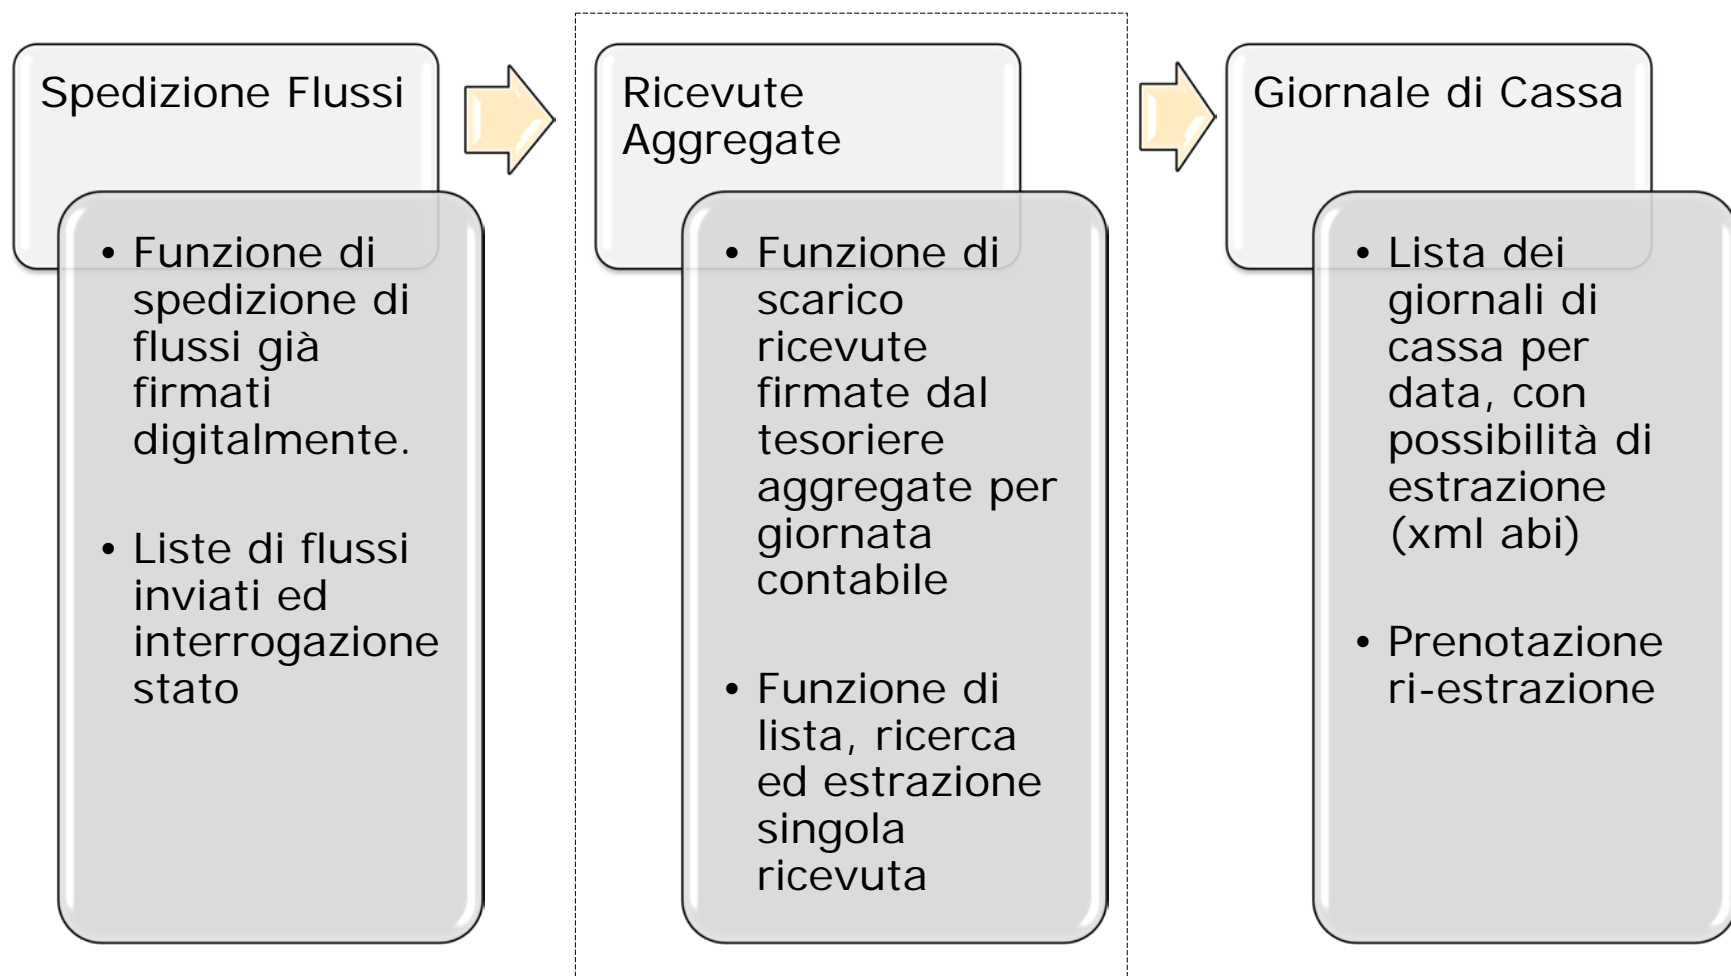 Spedizione Flussi
• Funzione di
spedizione di
flussi già
firmati
digitalmente.
• Liste di flussi
inviati ed
interrogazione
stato
Ricevute
Aggregate
• Funzione di
scarico
ricevute
firmate dal
tesoriere
aggregate per
giornata
contabile
• Funzione di
lista, ricerca
ed estrazione
singola
ricevuta
Giornale di Cassa
• Lista dei
giornali di
cassa per
data, con
possibilità di
estrazione
(xml abi)
• Prenotazione
ri-estrazione